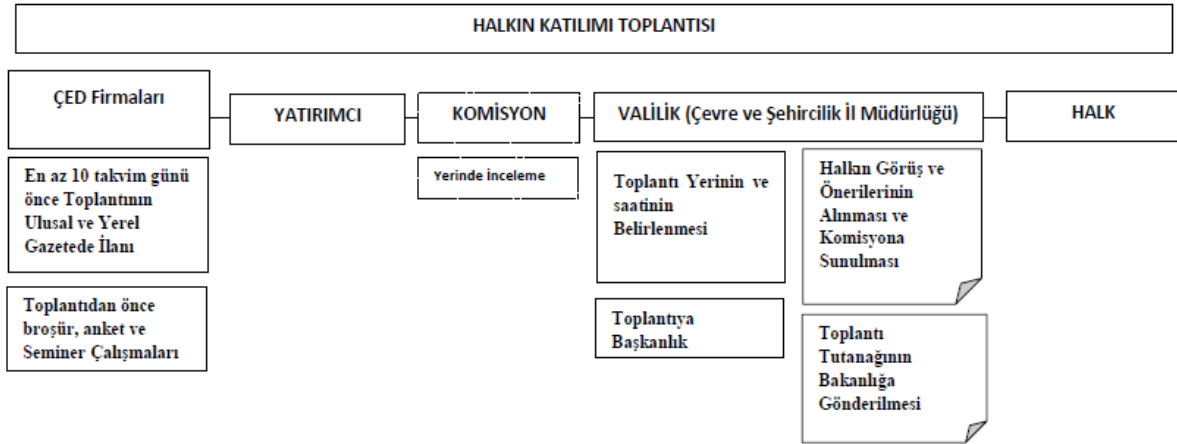 HALKIN KATILIMI TOPLANTISI
ÇED Firmaları
YATIRIMCI
KOMİSYON
VALİLİK (Çevre ve Şehircilik İl Müdürlüğü)
HALK
En az 10 takvim günü
önce Toplantının
Ulusal ve Yerel
Gazetede İlanı
Toplantıdan önce
broşür, anket ve
Seminer Çalışmaları
Yerinde İnceleme
Toplantı Yerinin ve
saatinin
Belirlenmesi
Toplantıya
Başkanlık
Halkın Görüş ve
Önerilerinin
Alınması ve
Komisyona
Sunulması
Toplantı
Tutanağının
Bakanlığa
Gönderilmesi